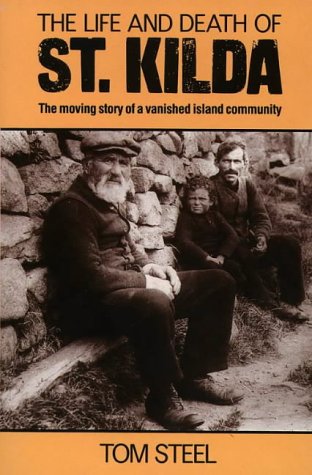 THE LIFE AND DEATH OF
ST. KILDA
The moving story of a vanished island community
TOM STEEL